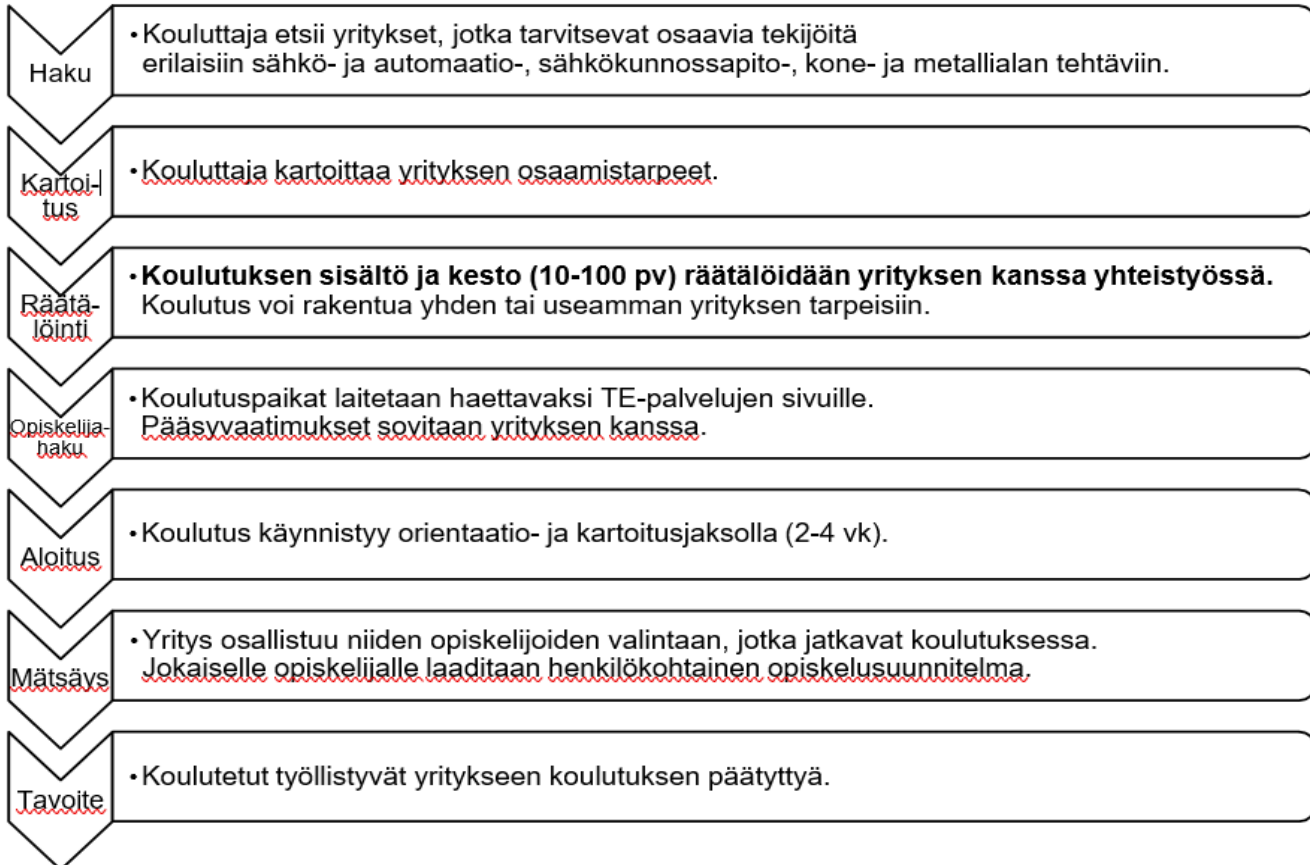 Haku
• Kouluttaja etsii yritykset, jotka tarvitsevat osaavia tekijöitä
erilaisiin sähkö- ja automaatio-, sähkökunnossapito-, kone- ja metallialan tehtäviin.
Kartoi-
tus
• Kouluttaja kartoittaa yrityksen osaamistarpeet.
Räätä-
löinti
• Koulutuksen sisältö ja kesto (10-100 pv) räätälöidään yrityksen kanssa yhteistyössä.
Koulutus voi rakentua yhden tai useamman yrityksen tarpeisiin.
Opiskelija-
haku
• Koulutuspaikat laitetaan haettavaksi TE-palvelujen sivuille.
Pääsyvaatimukset sovitaan yrityksen kanssa.
Aloitus
• Koulutus käynnistyy orientaatio- ja kartoitusjaksolla (2-4 vk).
Mätsäys
• Yritys osallistuu niiden opiskelijoiden valintaan, jotka jatkavat koulutuksessa.
Jokaiselle opiskelijalle laaditaan henkilökohtainen opiskelusuunnitelma.
Tavoite
• Koulutetut työllistyvät yritykseen koulutuksen päätyttyä.